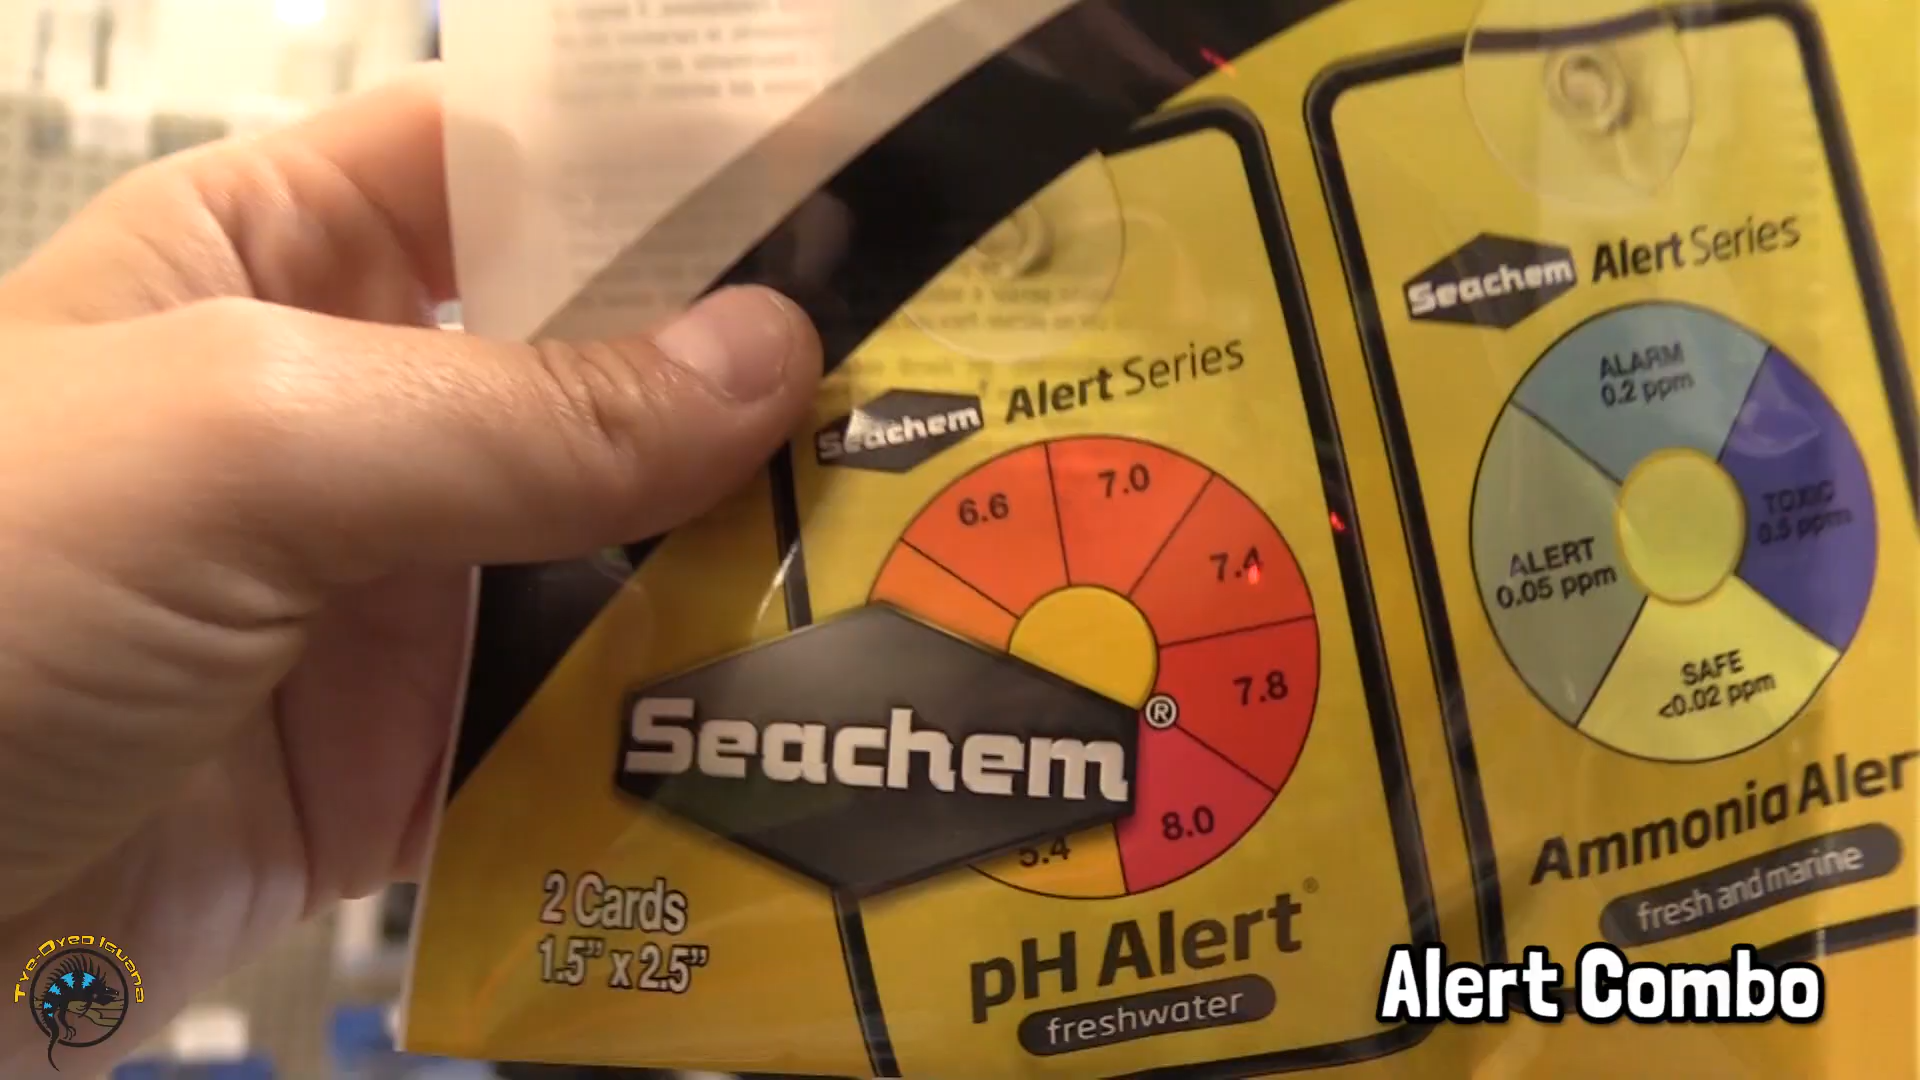 Seachem Alert Series
6.6
7.0
7.4
7.8
8.0
5.4
Seachem®
2 Cards
1.5” x 2.5”
pH Alert®
freshwater
Seachem Alert Series
ALARM
0.2 ppm
TOXIC
0.5 ppm
ALERT
0.05 ppm
SAFE
<0.02 ppm
Ammonia Aler
fresh and marine
Alert Combo
Tye-Dyed Iguana